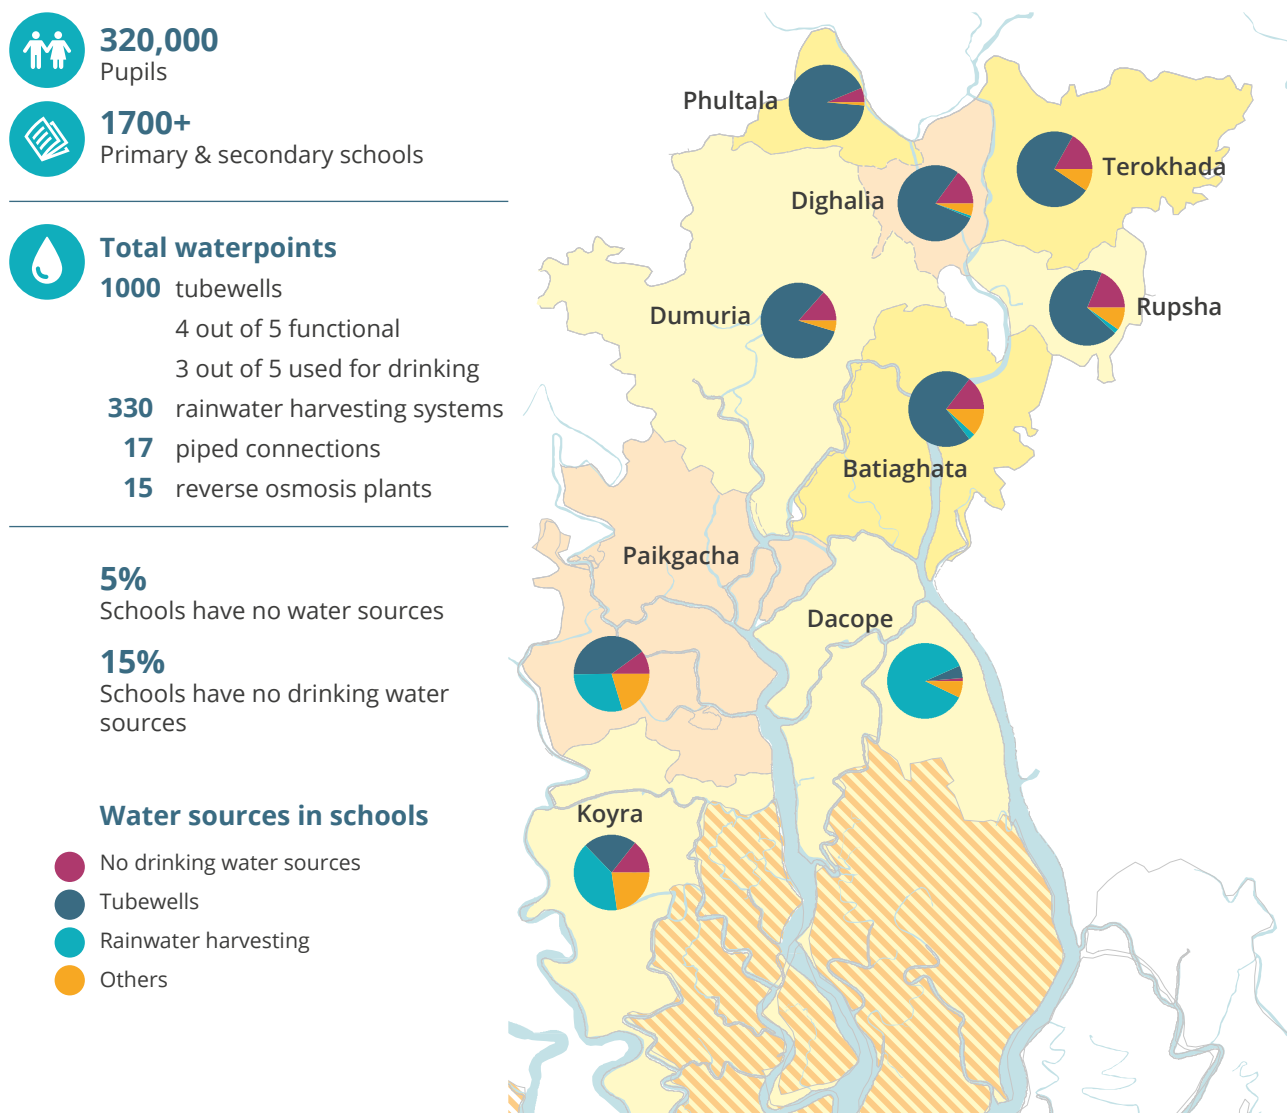 320,000
Pupils
1700+
Primary & secondary schools
Total waterpoints
1000 tubewells
4 out of 5 functional
3 out of 5 used for drinking
330 rainwater harvesting systems
17 piped connections
15 reverse osmosis plants
5%
Schools have no water sources
15%
Schools have no drinking water
sources
Water sources in schools
No drinking water sources
Tubewells
Rainwater harvesting
Others
Phultala
Terokhada
Dighalia
Rupsha
Dumuria
Batiaghata
Paikgacha
Dacope
Koyra